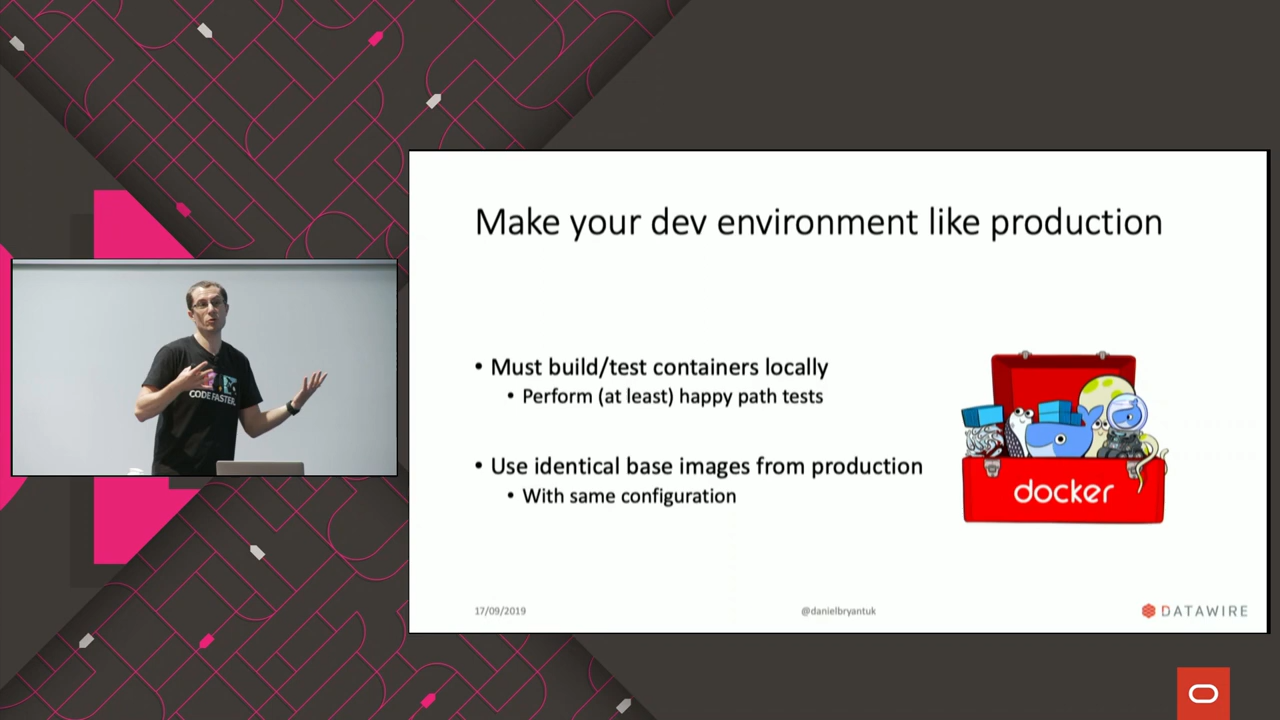 Make your dev environment like production
• Must build/test containers locally
• Perform (at least) happy path tests
• Use identical base images from production
• With same configuration
docker
17/09/2019
@danielbryantuk
DATAWIRE
CODE FASTER.